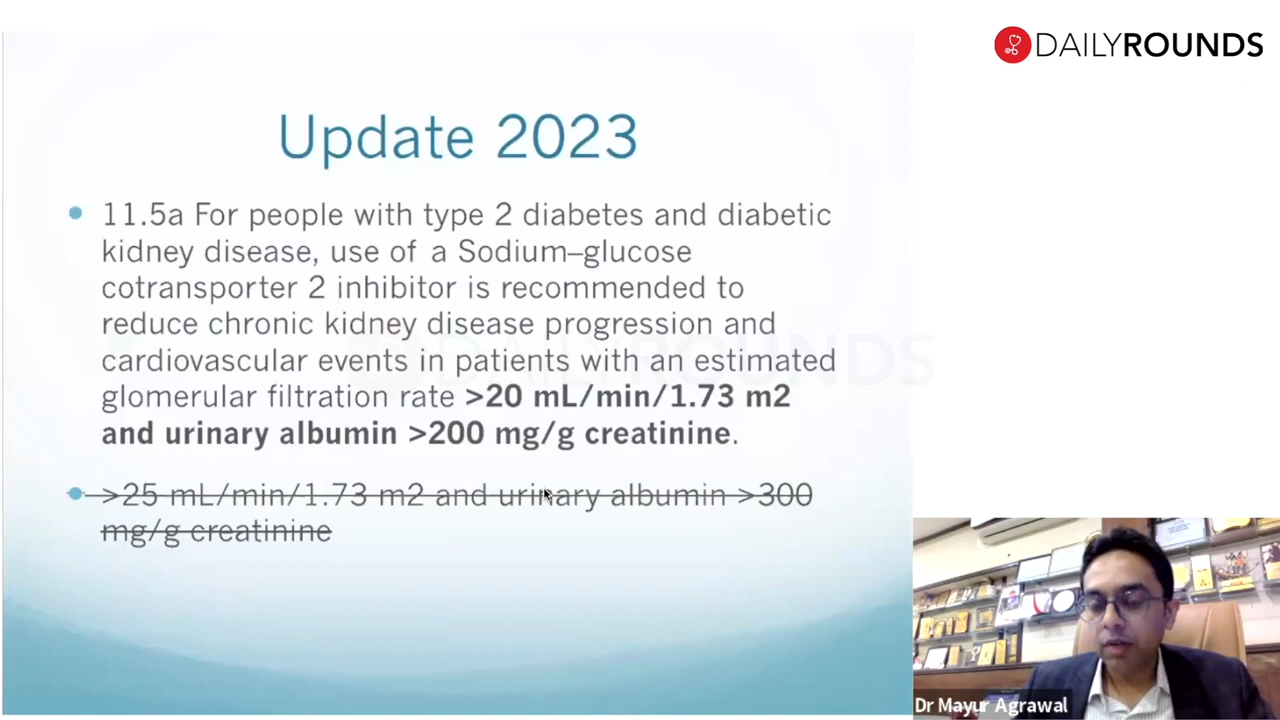 DAILYROUNDS
Update 2023
• 11.5a For people with type 2 diabetes and diabetic
kidney disease, use of a Sodium–glucose
cotransporter 2 inhibitor is recommended to
reduce chronic kidney disease progression and
cardiovascular events in patients with an estimated
glomerular filtration rate >20 mL/min/1.73 m2
and urinary albumin >200 mg/g creatinine.
• >25 mL/min/1.73 m2 and urinary albumin >300
mg/g creatinine
DAILYROUNDS
Dr Mayur Agrawal